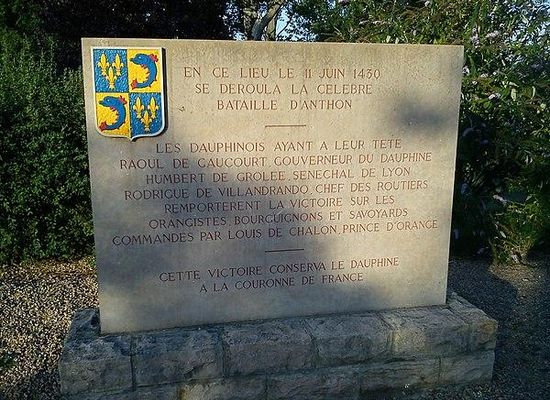 EN CE LIEU LE 11 JUIN 1430
SE DEROULA LA CELEBRE
BATAILLE D'ANTHON
LES DAUPHINOIS AYANT A LEUR TETE
RAOUL DE GAUCOURT, GOUVERNEUR DU DAUPHINE
HUMBERT DE GROLEE, SENECHAL DE LYON
RODRIGUE DE VILLANDRANDO, CHEF DES ROUTIERS
REMPORTERENT LA VICTOIRE SUR LES
ORANGISTES, BOURGUIGNONS ET SAVOYARDS
COMMANDES PAR LOUIS DE CHALON, PRINCE D'ORANGE
CETTE VICTOIRE CONSERVA LE DAUPHINE
A LA COURONNE DE FRANCE